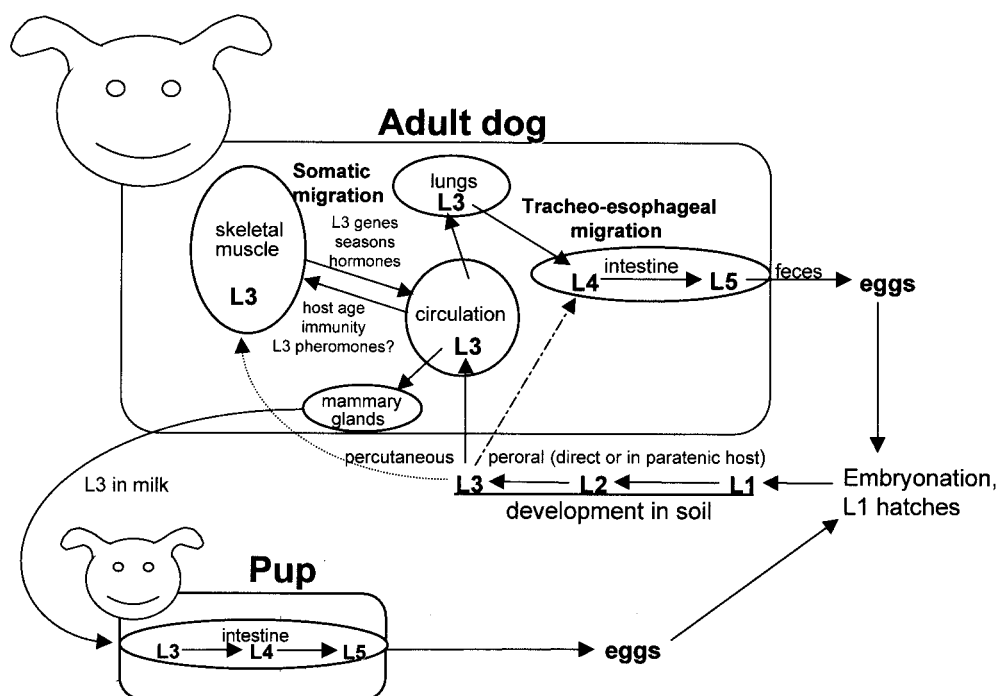 Adult dog
Somatic
migration
L3 genes
seasons
hormones
skeletal
muscle
L3
host age
immunity
L3 pheromones?
lungs
L3
circulation
L3
mammary
glands
Tracheo-esophageal
migration
intestine
L4
L5
feces
eggs
percutaneous
peroral (direct or in paratenic host)
L3
L2
L1
development in soil
Embryonation,
L1 hatches
L3 in milk
Pup
intestine
L3
L4
L5
eggs